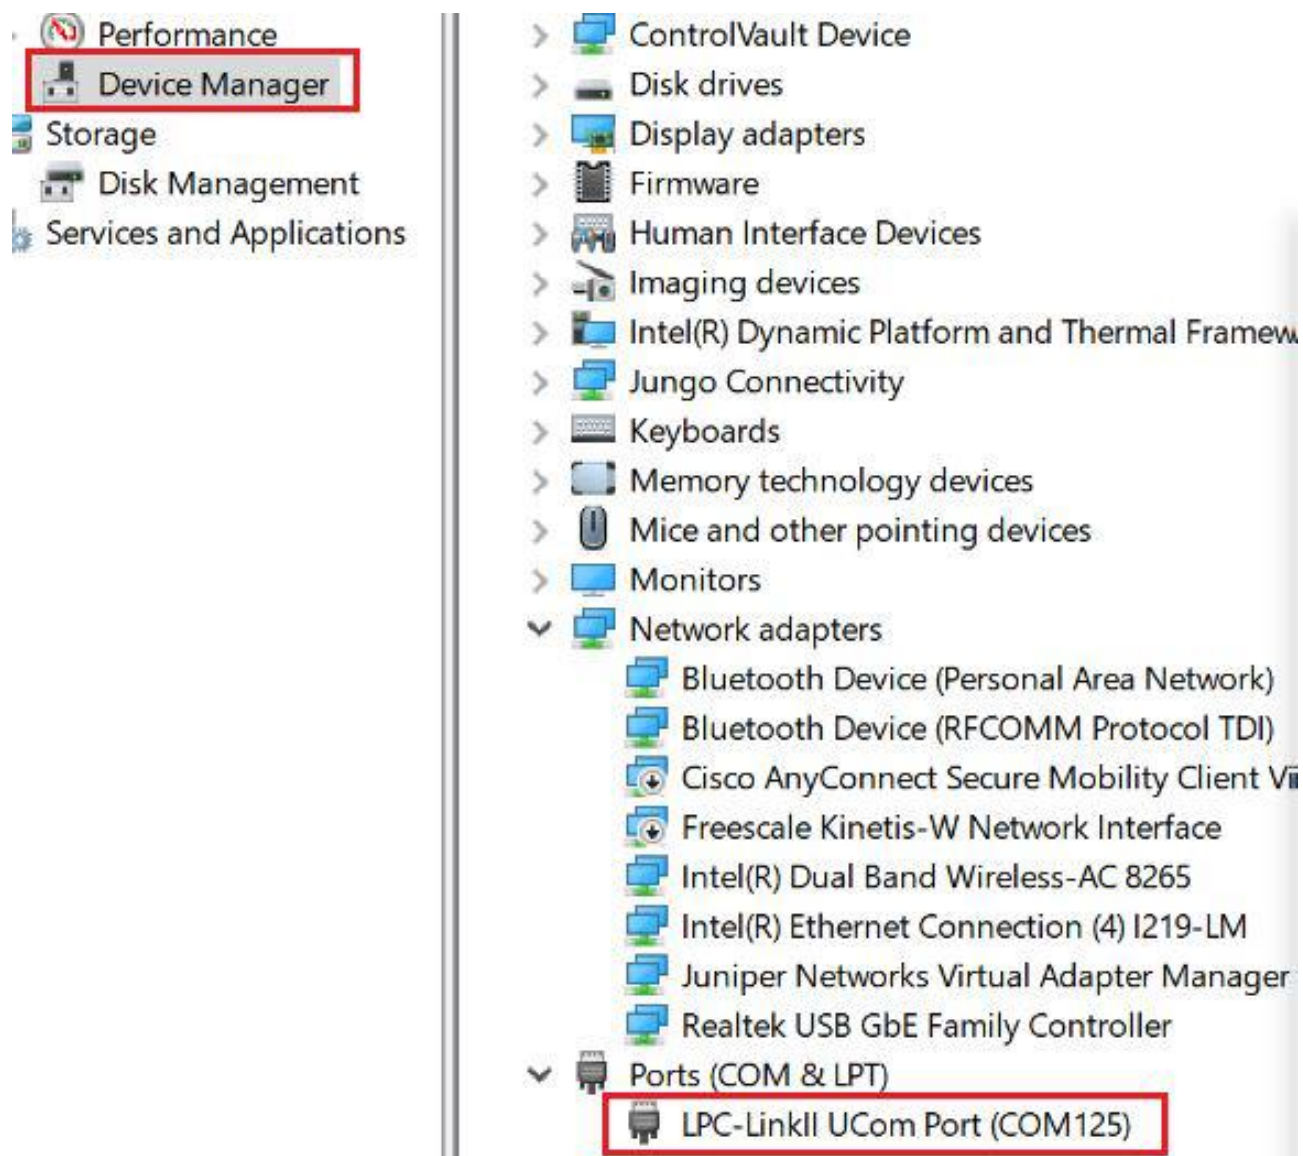 Performance
Device Manager
Storage
Disk Management
Services and Applications
ControlVault Device
Disk drives
Display adapters
Firmware
Human Interface Devices
Imaging devices
Intel(R) Dynamic Platform and Thermal Framew
Jungo Connectivity
Keyboards
Memory technology devices
Mice and other pointing devices
Monitors
Network adapters
Bluetooth Device (Personal Area Network)
Bluetooth Device (RFCOMM Protocol TDI)
Cisco AnyConnect Secure Mobility Client Vi
Freescale Kinetis-W Network Interface
Intel(R) Dual Band Wireless-AC 8265
Intel(R) Ethernet Connection (4) I219-LM
Juniper Networks Virtual Adapter Manager
Realtek USB GbE Family Controller
Ports (COM & LPT)
LPC-LinkII UCom Port (COM125)